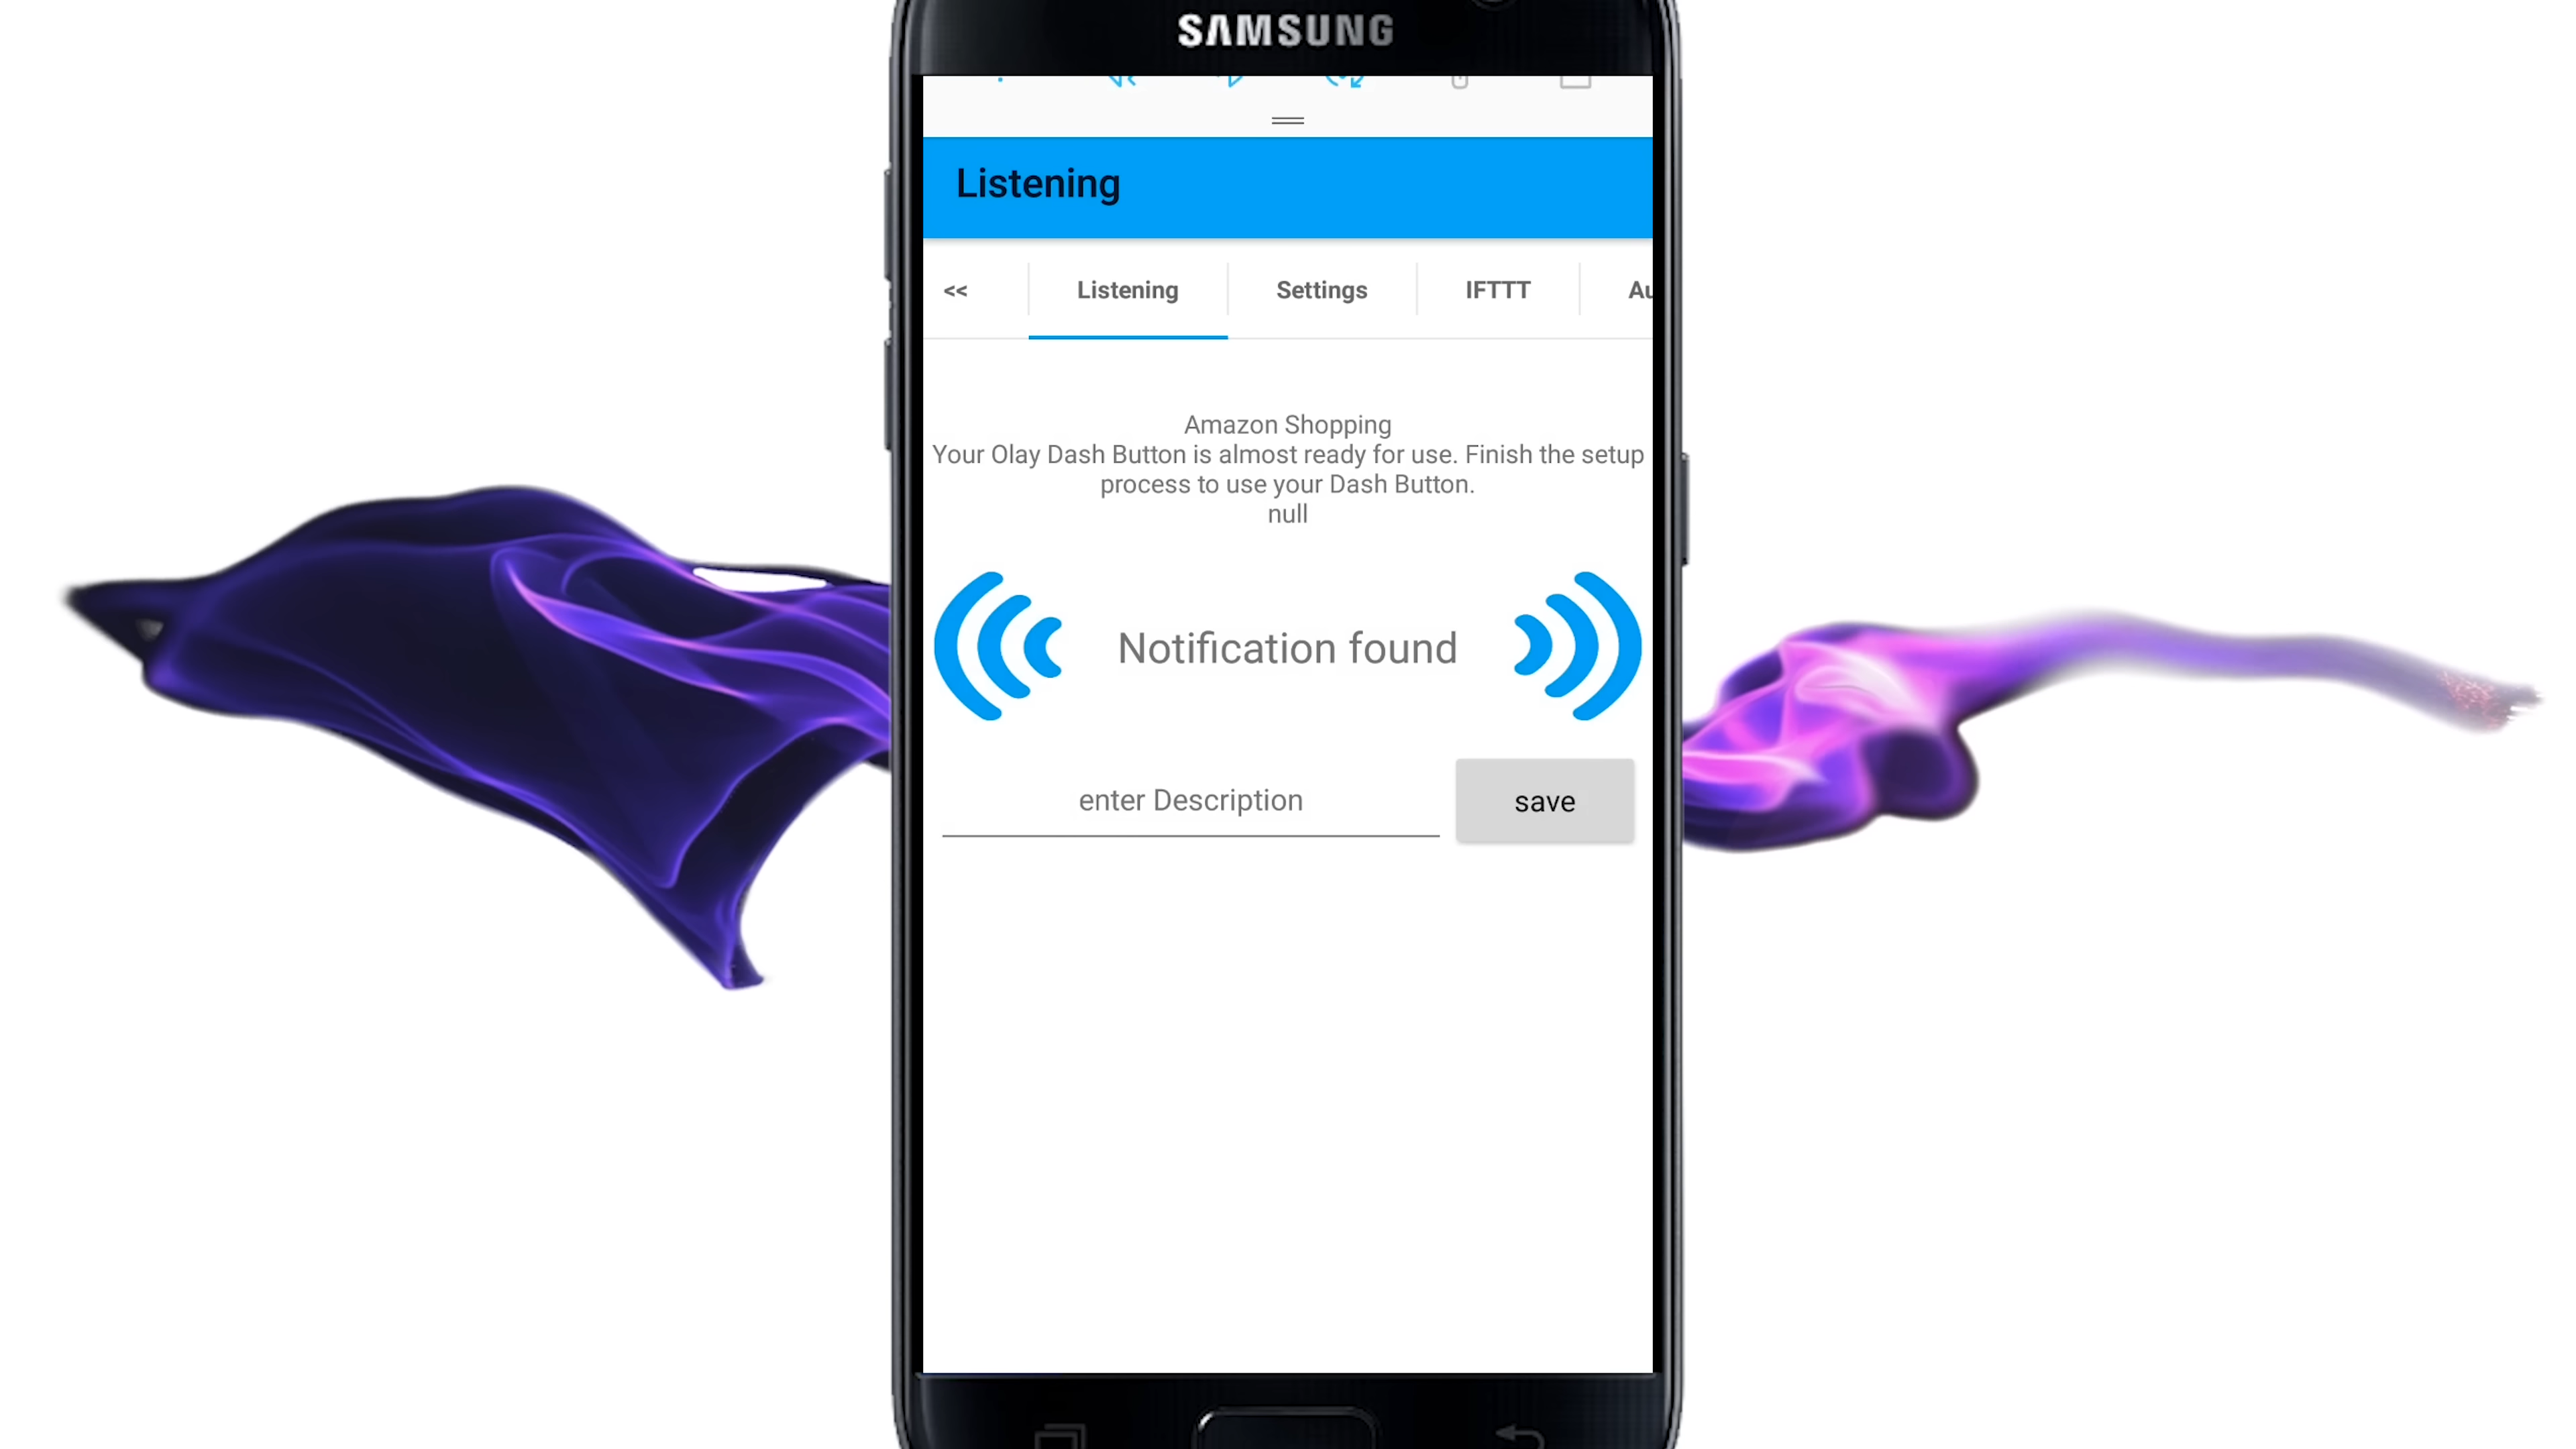 SAMSUNG
Listening
<< Listening Settings IFTTT Au
Amazon Shopping
Your Olay Dash Button is almost ready for use. Finish the setup
process to use your Dash Button.
null
Notification found
enter Description save